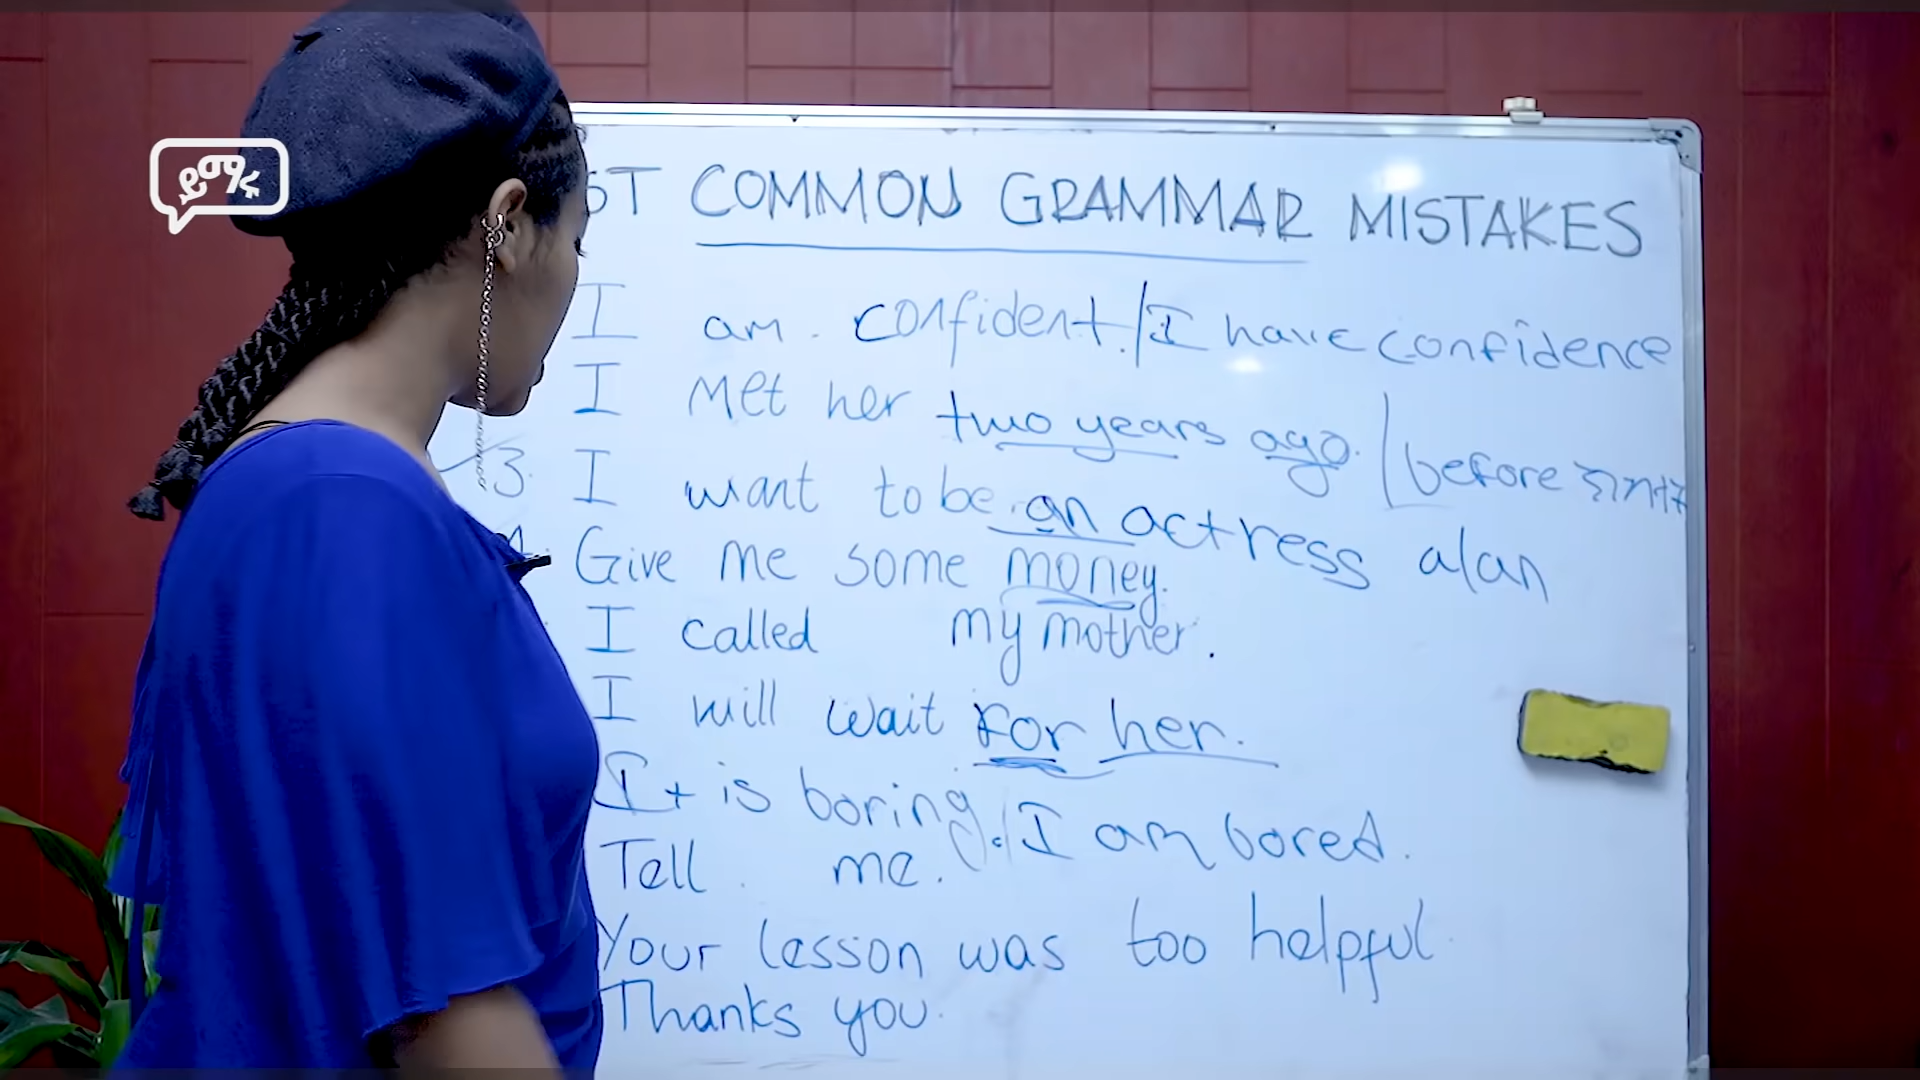 ይማሩ
ST COMMON GRAMMAR MISTAKES
I am confident. / I have confidence
I met her two years ago. / before
3. I want to be an actress
Give me some money.
I called my mother.
I will wait for her.
It is boring. / I am bored.
Tell me.
Your lesson was too helpful
Thanks you.